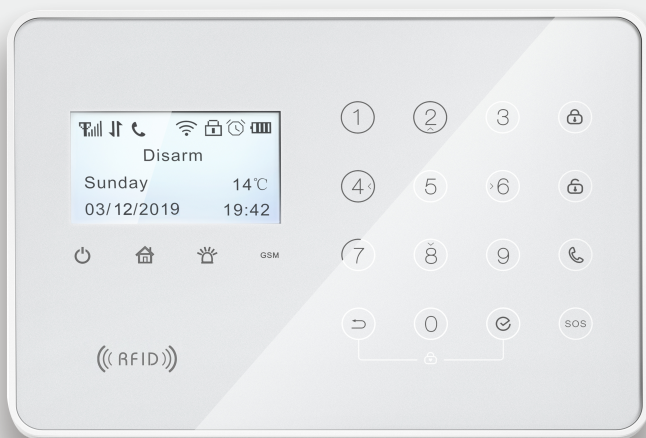 Disarm
Sunday 14℃
03/12/2019 19:42
GSM
1 2 3
4 5 6
7 8 9
0 SOS
((( RFID )))